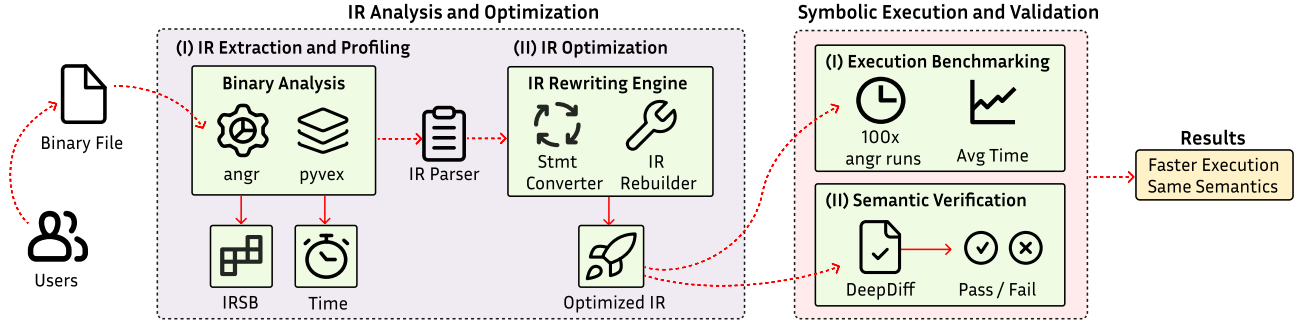 IR Analysis and Optimization
Symbolic Execution and Validation
(I) IR Extraction and Profiling
(II) IR Optimization
Binary Analysis
angr
pyvex
IR Parser
IR Rewriting Engine
Stmt
Converter
IR
Rebuilder
Binary File
Users
IRSB
Time
Optimized IR
(I) Execution Benchmarking
100x
angr runs
Avg Time
(II) Semantic Verification
DeepDiff
Pass / Fail
Results
Faster Execution
Same Semantics